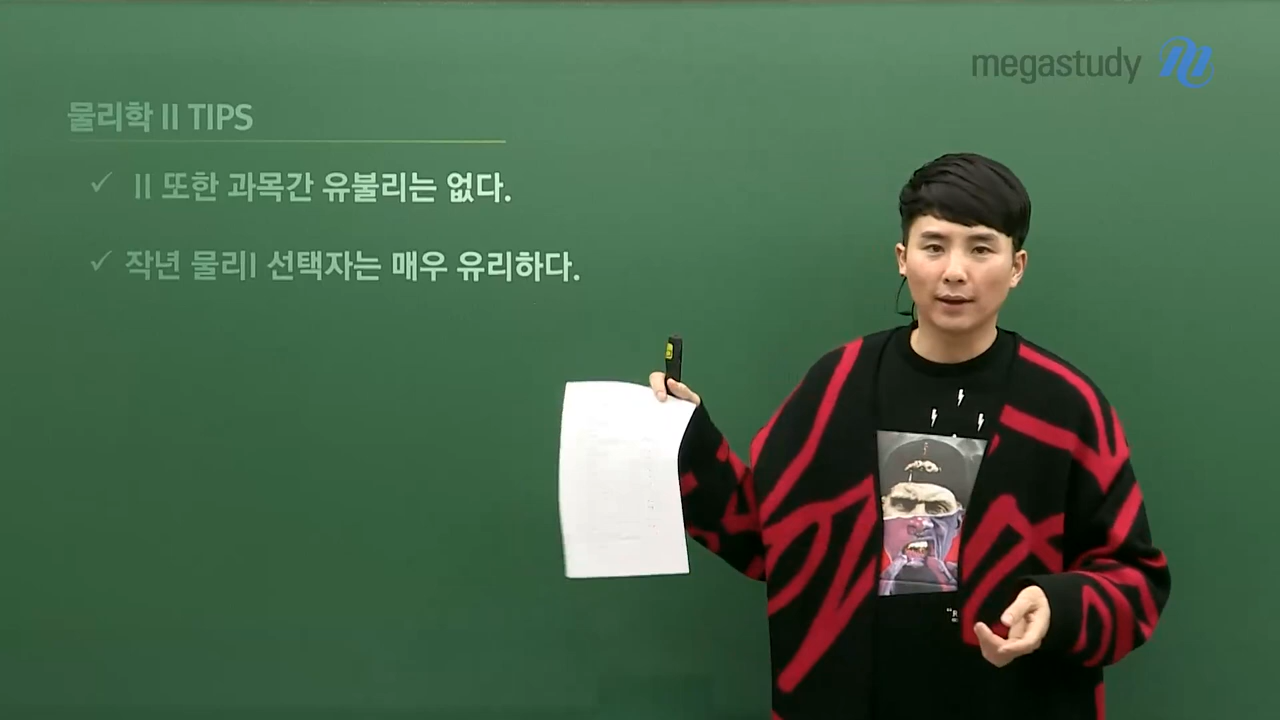 megastudy
물리학 II TIPS
✓ II 또한 과목간 유불리는 없다.
✓ 작년 물리I 선택자는 매우 유리하다.